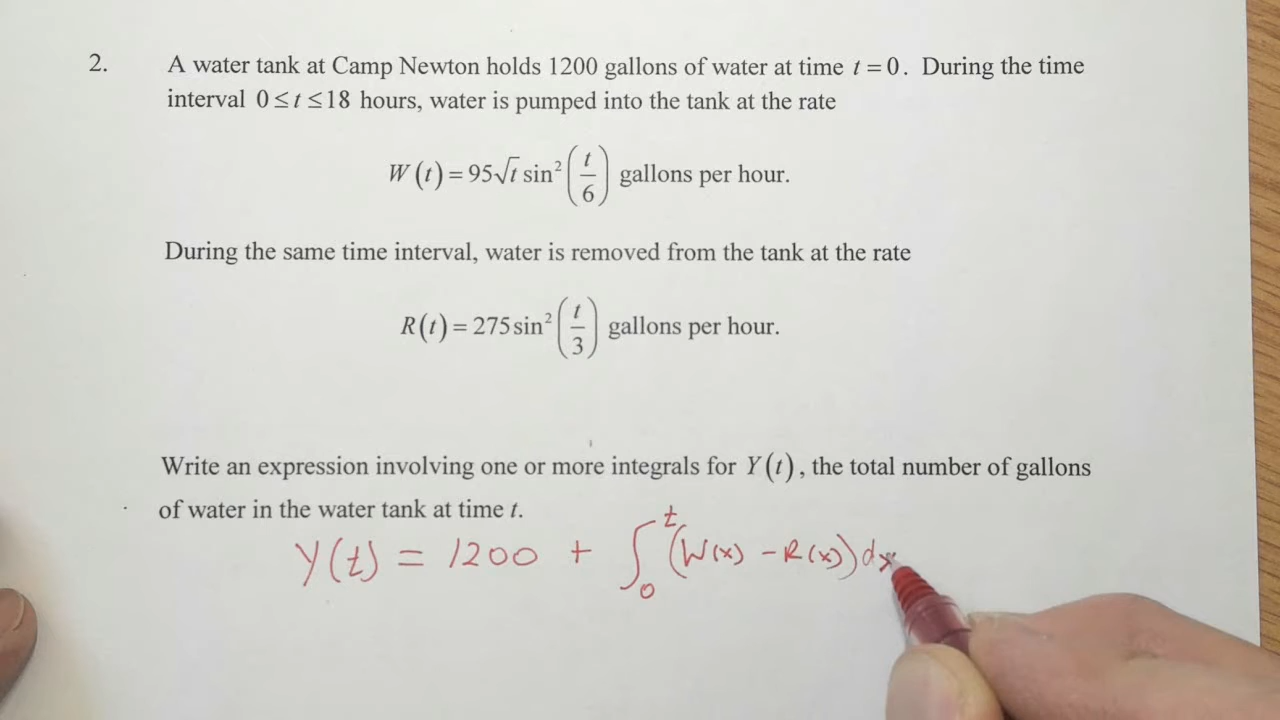 2. A water tank at Camp Newton holds 1200 gallons of water at time t = 0. During the time
interval 0 ≤ t ≤ 18 hours, water is pumped into the tank at the rate
W(t) = 95√t sin²(t/6) gallons per hour.
During the same time interval, water is removed from the tank at the rate
R(t) = 275 sin²(t/3) gallons per hour.
Write an expression involving one or more integrals for Y(t), the total number of gallons
of water in the water tank at time t.
Y(t) = 1200 + ∫₀ᵗ (W(x) − R(x)) dx